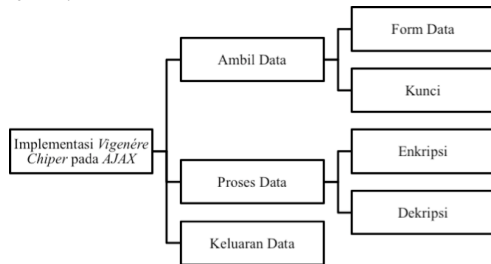 Form Data
Ambil Data
Kunci
Implementasi Vigenére
Chiper pada AJAX
Enkripsi
Proses Data
Dekripsi
Keluaran Data